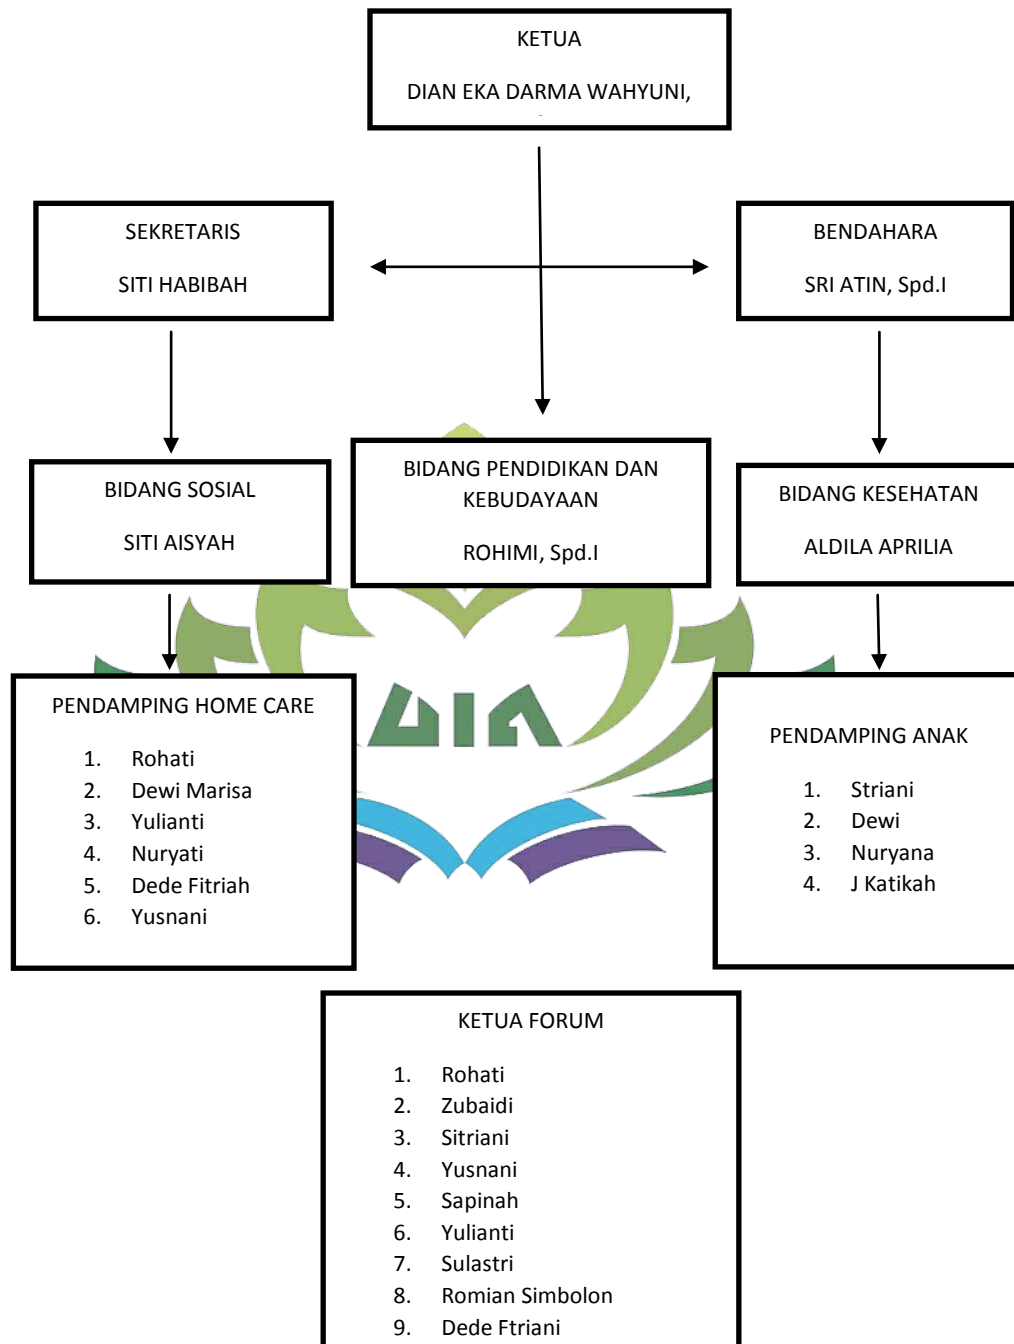 KETUA
DIAN EKA DARMA WAHYUNI,
SEKRETARIS
SITI HABIBAH
BENDAHARA
SRI ATIN, Spd.I
BIDANG SOSIAL
SITI AISYAH
BIDANG PENDIDIKAN DAN
KEBUDAYAAN
ROHIMI, Spd.I
BIDANG KESEHATAN
ALDILA APRILIA
PENDAMPING HOME CARE
1. Rohati
2. Dewi Marisa
3. Yulianti
4. Nuryati
5. Dede Fitriah
6. Yusnani
PENDAMPING ANAK
1. Striani
2. Dewi
3. Nuryana
4. J Katikah
KETUA FORUM
1. Rohati
2. Zubaidi
3. Sitriani
4. Yusnani
5. Sapinah
6. Yulianti
7. Sulastri
8. Romian Simbolon
9. Dede Ftriani